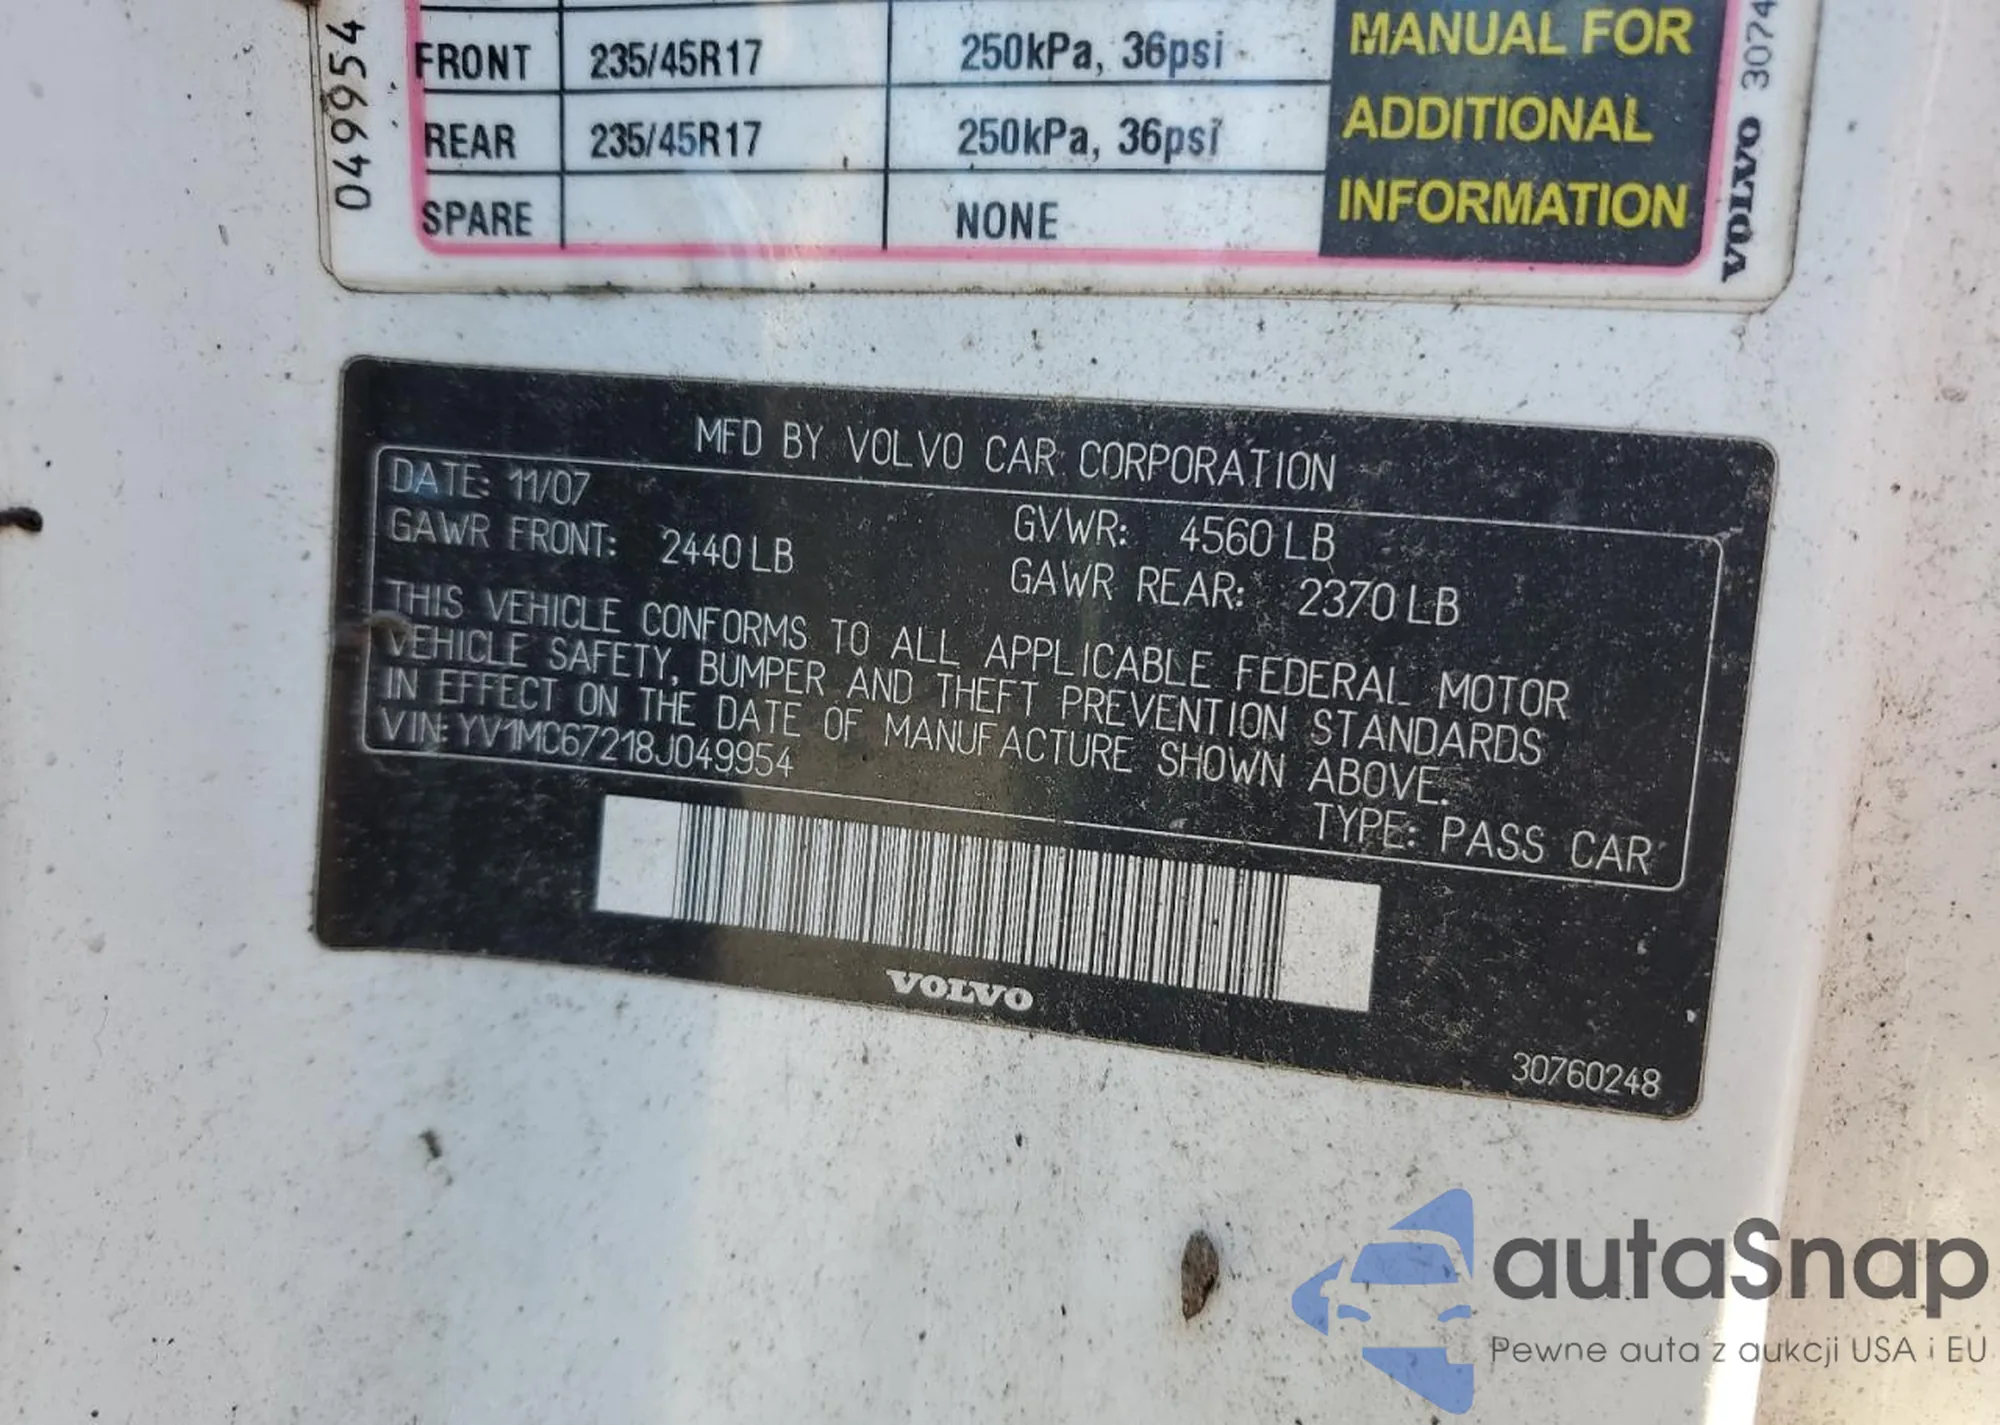 049954
FRONT 235/45R17 250kPa, 36psi
REAR 235/45R17 250kPa, 36psi
SPARE NONE
MANUAL FOR
ADDITIONAL
INFORMATION
VOLVO 3074
MFD BY VOLVO CAR CORPORATION
DATE: 11/07
GVWR: 4560 LB
GAWR FRONT: 2440 LB
GAWR REAR: 2370 LB
THIS VEHICLE CONFORMS TO ALL APPLICABLE FEDERAL MOTOR
VEHICLE SAFETY, BUMPER AND THEFT PREVENTION STANDARDS
IN EFFECT ON THE DATE OF MANUFACTURE SHOWN ABOVE.
VIN: YV1MC67218J049954
TYPE: PASS CAR
VOLVO
30760248
autaSnap
Pewne auta z aukcji USA i EU